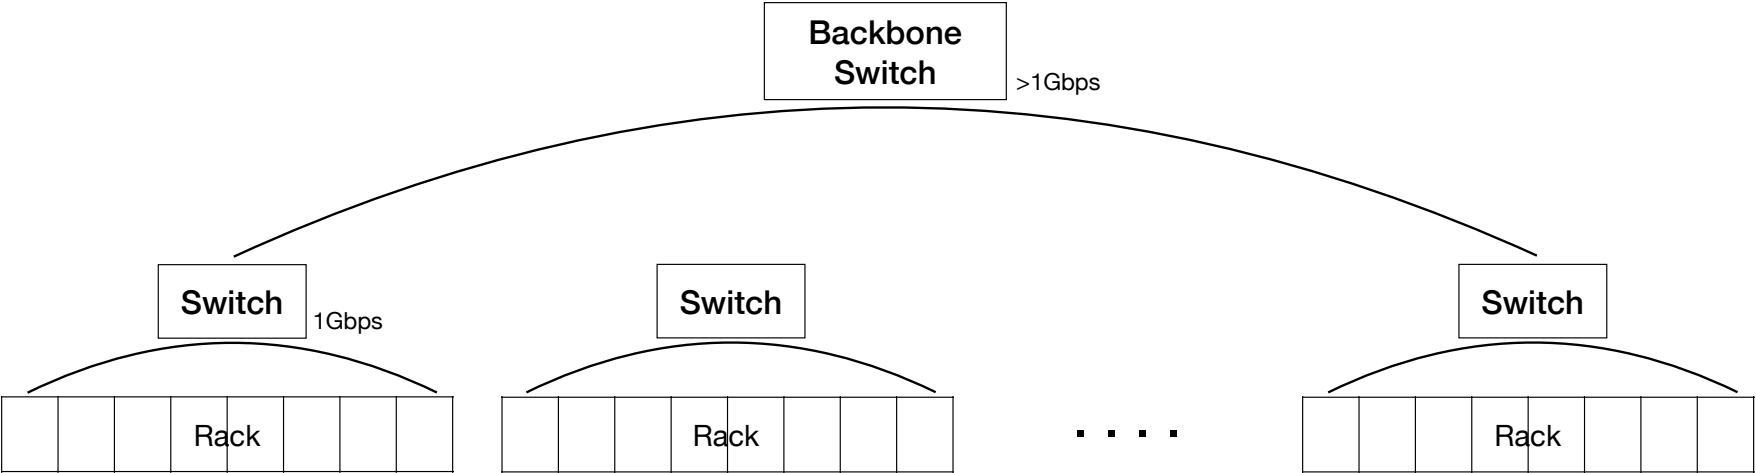 Backbone
Switch
>1Gbps
Switch
1Gbps
Switch
Switch
Rack
Rack
Rack